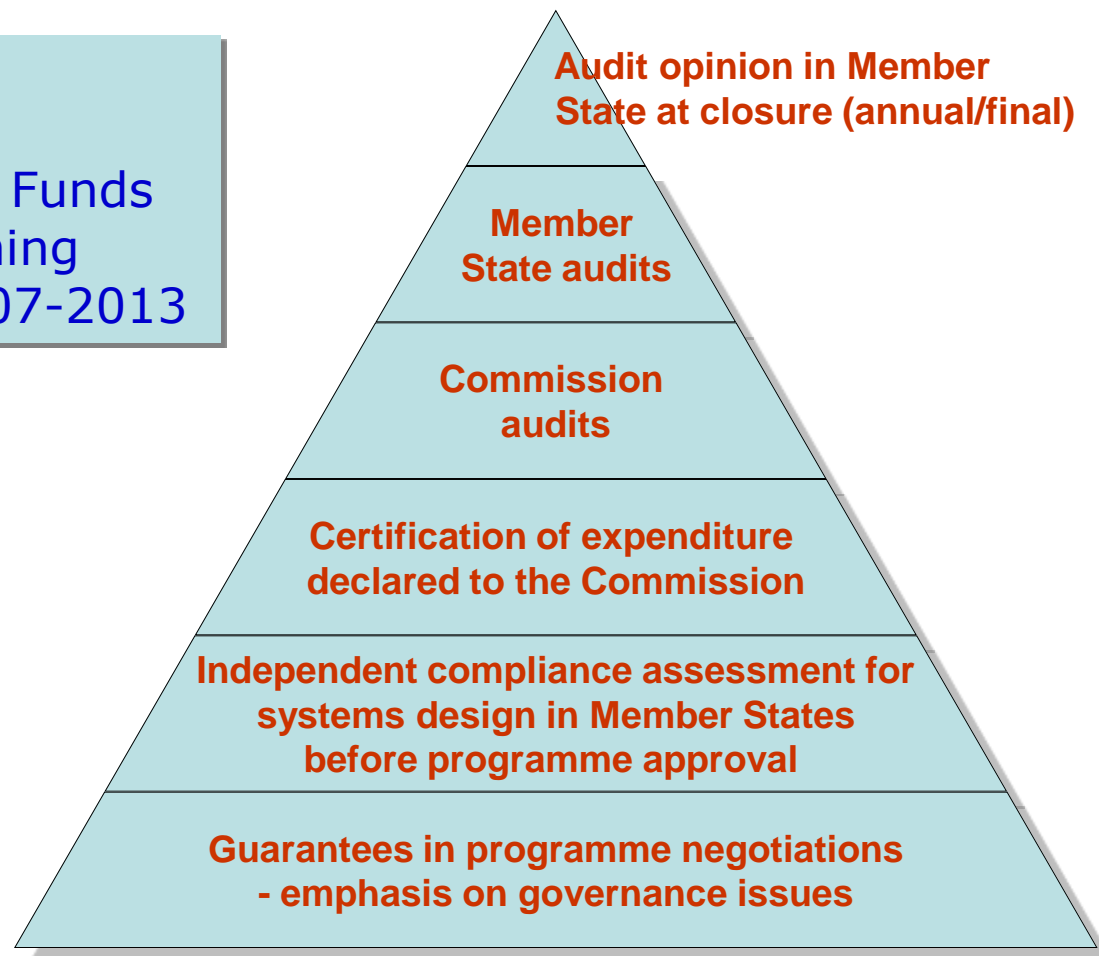 Funds
07-2013
Audit opinion in Member
State at closure (annual/final)
Member
State audits
Commission
audits
Certification of expenditure
declared to the Commission
Independent compliance assessment for
systems design in Member States
before programme approval
Guarantees in programme negotiations
- emphasis on governance issues